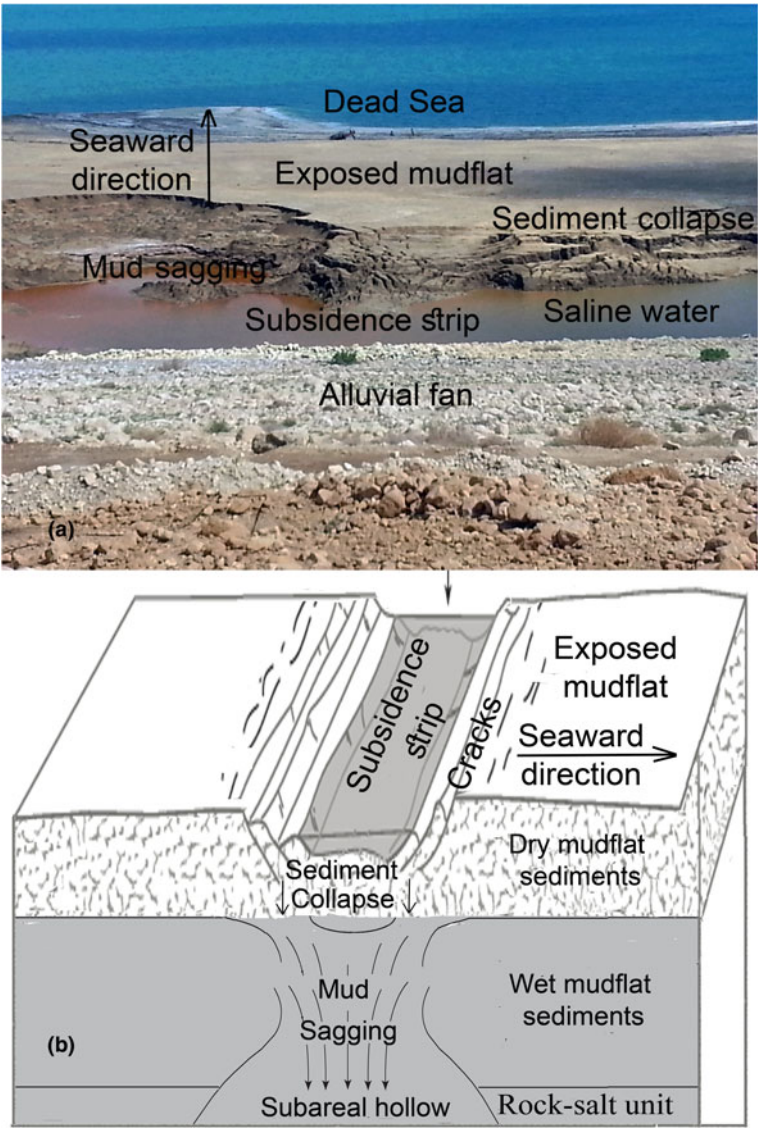 Dead Sea
Seaward
direction
Exposed mudflat
Sediment collapse
Mud sagging
Saline water
Subsidence strip
Alluvial fan
(a)
Subsidence
strip
Cracks
Exposed
mudflat
Seaward
direction
Dry mudflat
sediments
Sediment
Collapse
Mud
Sagging
Wet mudflat
sediments
(b)
Subareal hollow
Rock-salt unit